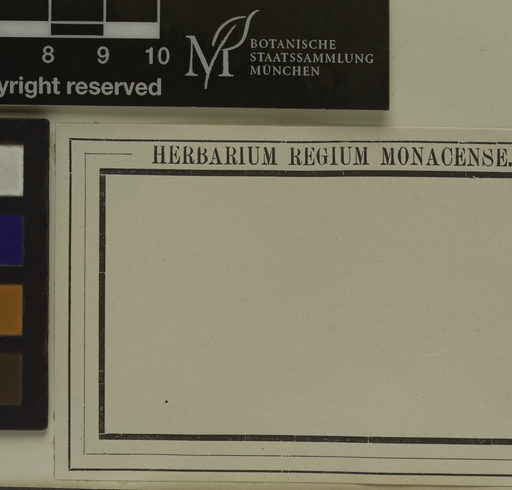 8 9 10
yright reserved
M
BOTANISCHE
STAATSSAMMLUNG
MÜNCHEN
HERBARIUM REGIUM MONACENSE.